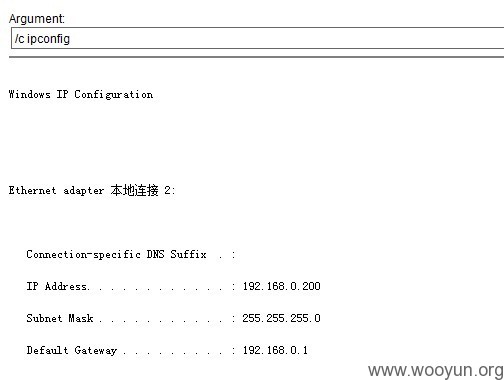 Argument:
/c ipconfig
Windows IP Configuration
Ethernet adapter 本地连接 2:
Connection-specific DNS Suffix . :
IP Address. . . . . . . . . . . . : 192.168.0.200
Subnet Mask . . . . . . . . . . . : 255.255.255.0
Default Gateway . . . . . . . . . : 192.168.0.1
www.wooyun.org